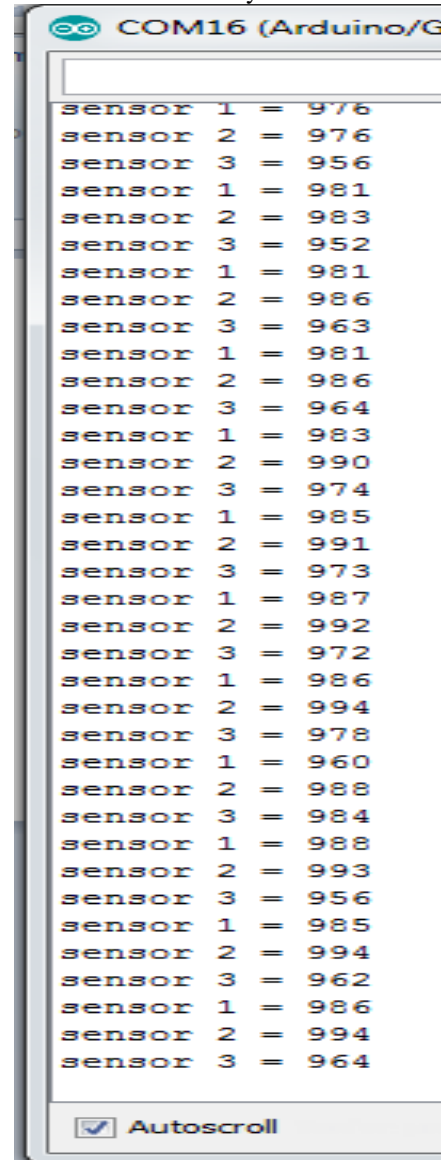 COM16 (Arduino/G
sensor 1 = 976
sensor 2 = 976
sensor 3 = 956
sensor 1 = 981
sensor 2 = 983
sensor 3 = 952
sensor 1 = 981
sensor 2 = 986
sensor 3 = 963
sensor 1 = 981
sensor 2 = 986
sensor 3 = 964
sensor 1 = 983
sensor 2 = 990
sensor 3 = 974
sensor 1 = 985
sensor 2 = 991
sensor 3 = 973
sensor 1 = 987
sensor 2 = 992
sensor 3 = 972
sensor 1 = 986
sensor 2 = 994
sensor 3 = 978
sensor 1 = 960
sensor 2 = 988
sensor 3 = 984
sensor 1 = 988
sensor 2 = 993
sensor 3 = 956
sensor 1 = 985
sensor 2 = 994
sensor 3 = 962
sensor 1 = 986
sensor 2 = 994
sensor 3 = 964
Autoscroll